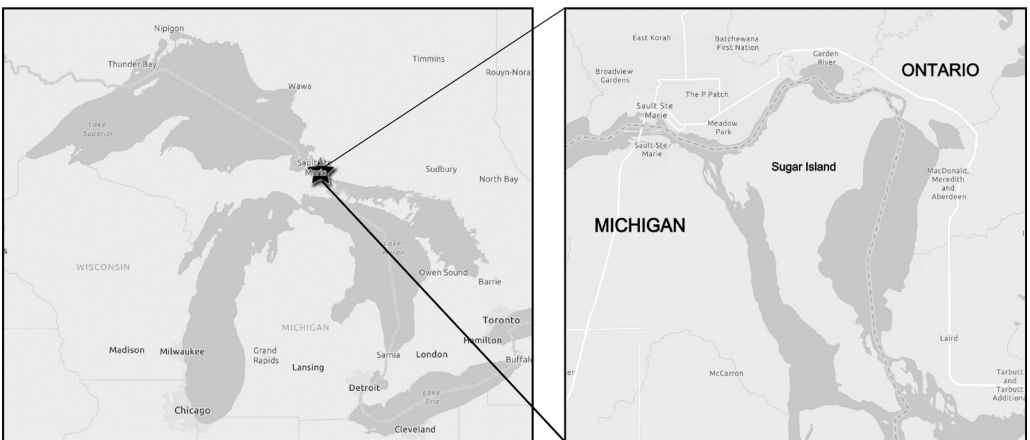 Nipigon
Thunder Bay
Timmins
Rouyn-Nora
Wawa
Lake
Superior
Sault Ste
Marie
Sudbury
North Bay
s
WISCONSIN
Lake
Huron
Owen Sound
Barrie
MICHIGAN
Toronto
Hamilton
Madison
Milwaukee
Grand
Rapids
Lansing
Sarnia
London
Buffal
Detroit
Lake
Erie
Chicago
Cleveland
East Korah
Batchewana
First Nation
Garden
River
ONTARIO
Broadview
Gardens
The P Patch
Sault Ste
Marie
Meadow
Park
Sault Ste
Marie
Sugar Island
MacDonald,
Meredith
and
Aberdeen
MICHIGAN
Laird
er
McCarron
Tarbutt
and
Tarbutt
Additiona